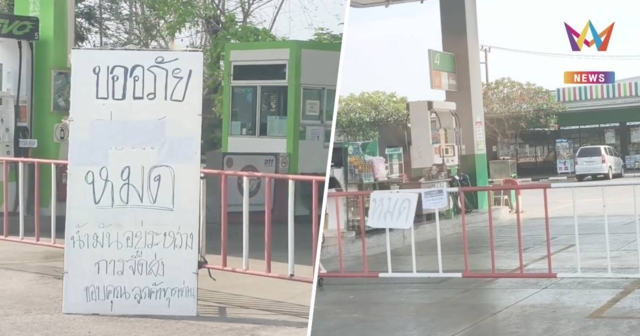 ขออภัย
หมด
น้ำมันอยู่ระหว่าง
การจัดส่ง
ขอบคุณลูกค้าทุกท่าน
หมด
4
NEWS